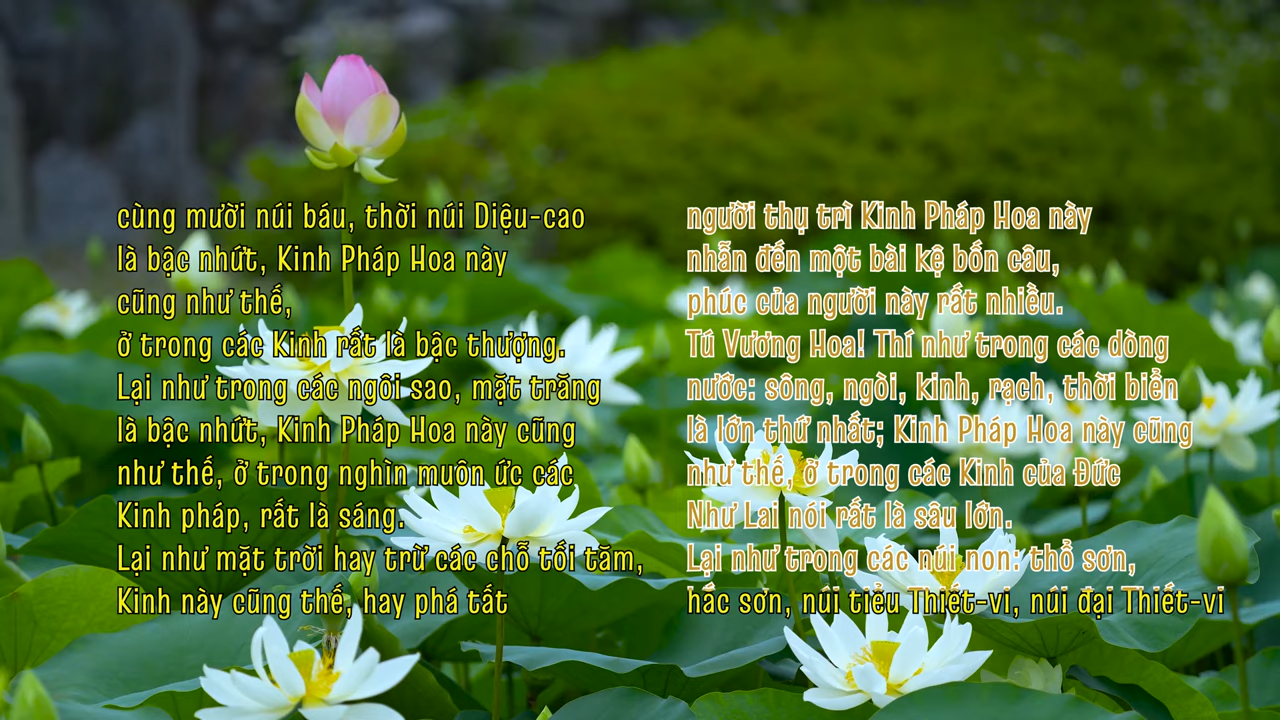 cùng mười núi báu, thời núi Diệu-cao
là bậc nhứt, Kinh Pháp Hoa này
cũng như thế,
ở trong các Kinh rất là bậc thượng.
Lại như trong các ngôi sao, mặt trăng
là bậc nhứt, Kinh Pháp Hoa này cũng
như thế, ở trong nghìn muôn ức các
Kinh pháp, rất là sáng.
Lại như mặt trời hay trừ các chỗ tối tăm,
Kinh này cũng thế, hay phá tất
người thụ trì Kinh Pháp Hoa này
nhẫn đến một bài kệ bốn câu,
phúc của người này rất nhiều.
Tú Vương Hoa! Thí như trong các dòng
nước: sông, ngòi, kinh, rạch, thời biển
là lớn thứ nhất; Kinh Pháp Hoa này cũng
như thế, ở trong các Kinh của Đức
Như Lai nói rất là sâu lớn.
Lại như trong các núi non: thổ sơn,
hắc sơn, núi tiểu Thiết-vi, núi đại Thiết-vi